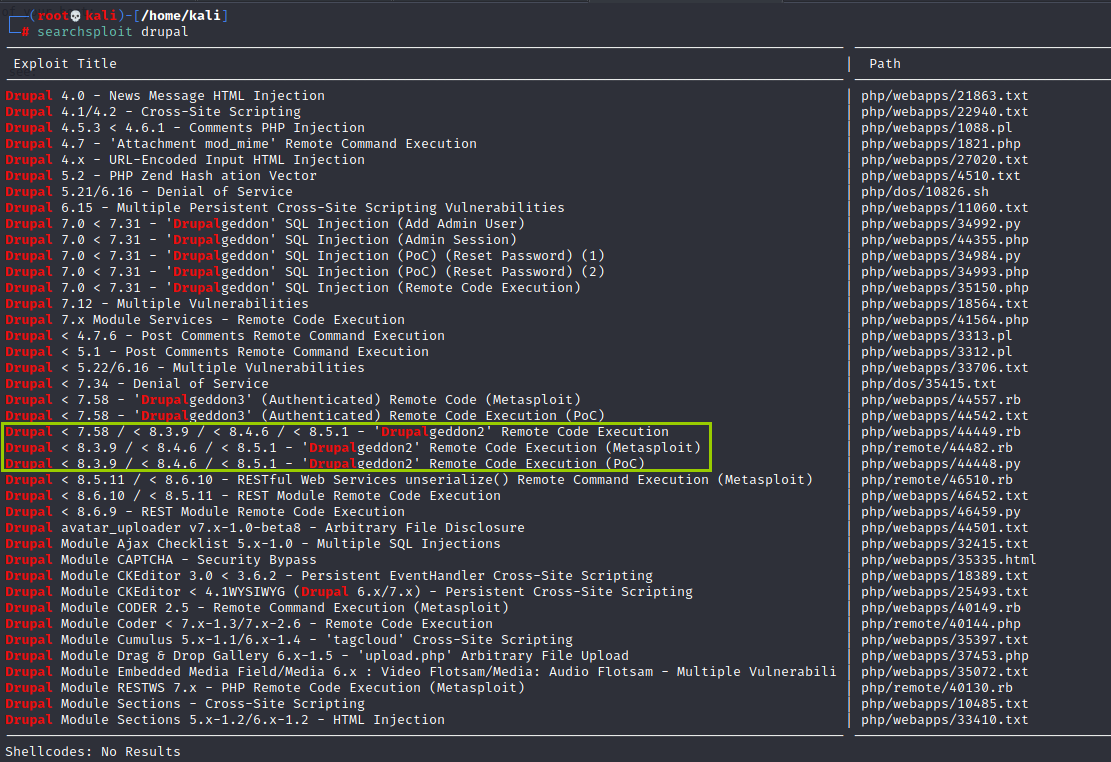 (root💀kali)-[/home/kali]
# searchsploit drupal
Exploit Title | Path
Drupal 4.0 - News Message HTML Injection | php/webapps/21863.txt
Drupal 4.1/4.2 - Cross-Site Scripting | php/webapps/22940.txt
Drupal 4.5.3 < 4.6.1 - Comments PHP Injection | php/webapps/1088.pl
Drupal 4.7 - 'Attachment mod_mime' Remote Command Execution | php/webapps/1821.php
Drupal 4.x - URL-Encoded Input HTML Injection | php/webapps/27020.txt
Drupal 5.2 - PHP Zend Hash ation Vector | php/webapps/4510.txt
Drupal 5.21/6.16 - Denial of Service | php/dos/10826.sh
Drupal 6.15 - Multiple Persistent Cross-Site Scripting Vulnerabilities | php/webapps/11060.txt
Drupal 7.0 < 7.31 - 'Drupalgeddon' SQL Injection (Add Admin User) | php/webapps/34992.py
Drupal 7.0 < 7.31 - 'Drupalgeddon' SQL Injection (Admin Session) | php/webapps/44355.php
Drupal 7.0 < 7.31 - 'Drupalgeddon' SQL Injection (PoC) (Reset Password) (1) | php/webapps/34984.py
Drupal 7.0 < 7.31 - 'Drupalgeddon' SQL Injection (PoC) (Reset Password) (2) | php/webapps/34993.php
Drupal 7.0 < 7.31 - 'Drupalgeddon' SQL Injection (Remote Code Execution) | php/webapps/35150.php
Drupal 7.12 - Multiple Vulnerabilities | php/webapps/18564.txt
Drupal 7.x Module Services - Remote Code Execution | php/webapps/41564.php
Drupal < 4.7.6 - Post Comments Remote Command Execution | php/webapps/3313.pl
Drupal < 5.1 - Post Comments Remote Command Execution | php/webapps/3312.pl
Drupal < 5.22/6.16 - Multiple Vulnerabilities | php/webapps/33706.txt
Drupal < 7.34 - Denial of Service | php/dos/35415.txt
Drupal < 7.58 - 'Drupalgeddon3' (Authenticated) Remote Code (Metasploit) | php/webapps/44557.rb
Drupal < 7.58 - 'Drupalgeddon3' (Authenticated) Remote Code Execution (PoC) | php/webapps/44542.txt
Drupal < 7.58 / < 8.3.9 / < 8.4.6 / < 8.5.1 - 'Drupalgeddon2' Remote Code Execution | php/webapps/44449.rb
Drupal < 8.3.9 / < 8.4.6 / < 8.5.1 - 'Drupalgeddon2' Remote Code Execution (Metasploit) | php/remote/44482.rb
Drupal < 8.3.9 / < 8.4.6 / < 8.5.1 - 'Drupalgeddon2' Remote Code Execution (PoC) | php/webapps/44448.py
Drupal < 8.5.11 / < 8.6.10 - RESTful Web Services unserialize() Remote Command Execution (Metasploit) | php/remote/46510.rb
Drupal < 8.6.10 / < 8.5.11 - REST Module Remote Code Execution | php/webapps/46452.txt
Drupal < 8.6.9 - REST Module Remote Code Execution | php/webapps/46459.py
Drupal avatar_uploader v7.x-1.0-beta8 - Arbitrary File Disclosure | php/webapps/44501.txt
Drupal Module Ajax Checklist 5.x-1.0 - Multiple SQL Injections | php/webapps/32415.txt
Drupal Module CAPTCHA - Security Bypass | php/webapps/35335.html
Drupal Module CKEditor 3.0 < 3.6.2 - Persistent EventHandler Cross-Site Scripting | php/webapps/18389.txt
Drupal Module CKEditor < 4.1WYSIWYG (Drupal 6.x/7.x) - Persistent Cross-Site Scripting | php/webapps/25493.txt
Drupal Module CODER 2.5 - Remote Command Execution (Metasploit) | php/webapps/40149.rb
Drupal Module Coder < 7.x-1.3/7.x-2.6 - Remote Code Execution | php/remote/40144.php
Drupal Module Cumulus 5.x-1.1/6.x-1.4 - 'tagcloud' Cross-Site Scripting | php/webapps/35397.txt
Drupal Module Drag & Drop Gallery 6.x-1.5 - 'upload.php' Arbitrary File Upload | php/webapps/37453.php
Drupal Module Embedded Media Field/Media 6.x : Video Flotsam/Media: Audio Flotsam - Multiple Vulnerabili | php/webapps/35072.txt
Drupal Module RESTWS 7.x - PHP Remote Code Execution (Metasploit) | php/remote/40130.rb
Drupal Module Sections - Cross-Site Scripting | php/webapps/10485.txt
Drupal Module Sections 5.x-1.2/6.x-1.2 - HTML Injection | php/webapps/33410.txt
Shellcodes: No Results